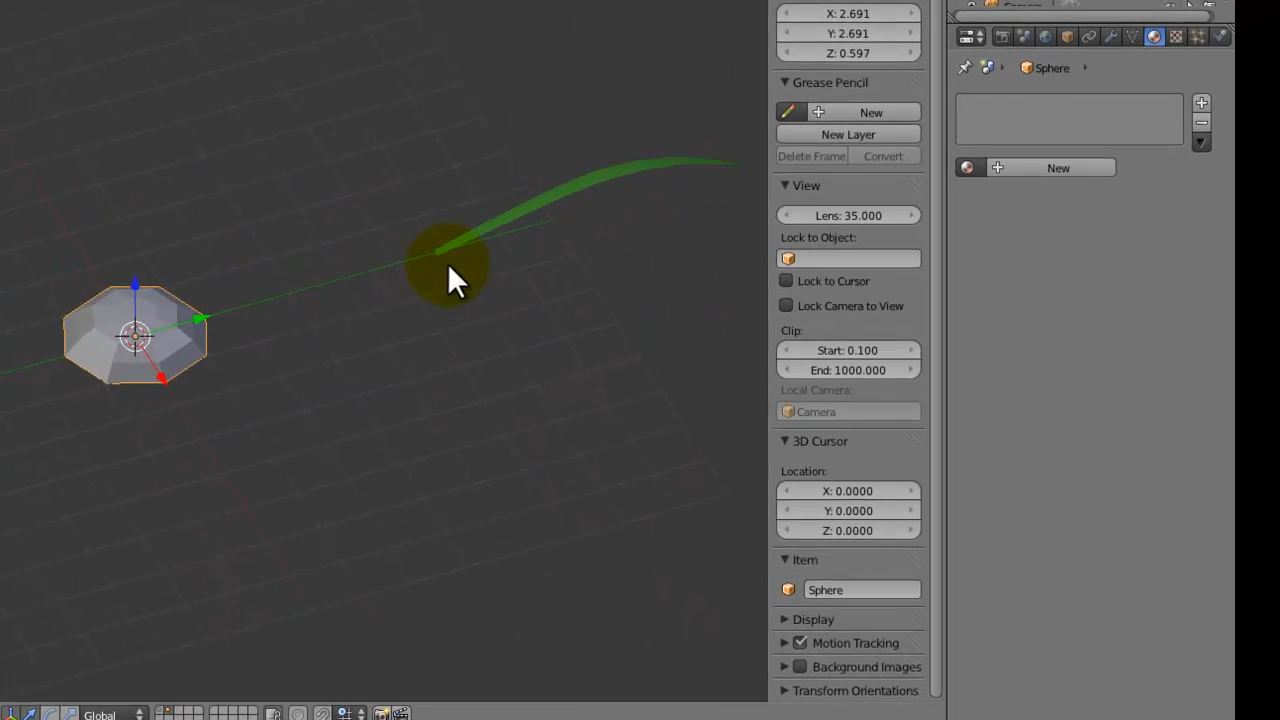 X: 2.691
Y: 2.691
Z: 0.597
Grease Pencil
New
New Layer
Delete Frame
Convert
View
Lens: 35.000
Lock to Object:
Lock to Cursor
Lock Camera to View
Clip:
Start: 0.100
End: 1000.000
Local Camera:
Camera
3D Cursor
Location:
X: 0.0000
Y: 0.0000
Z: 0.0000
Item
Sphere
Display
Motion Tracking
Background Images
Transform Orientations
Sphere
New
Global